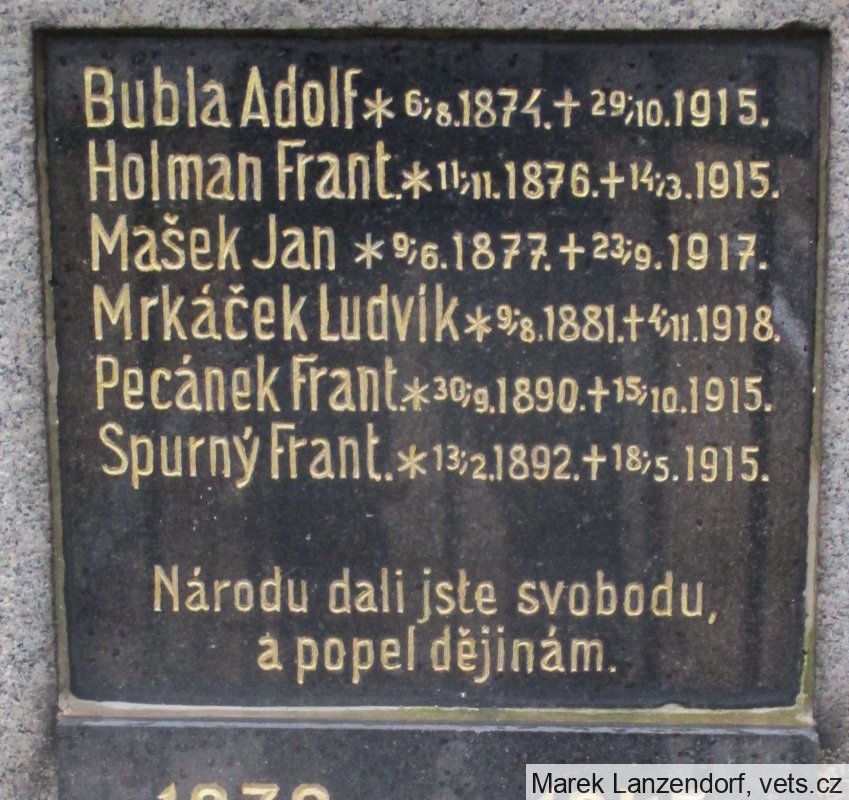 Bubla Adolf * 6/8. 1874. + 29/10. 1915.
Holman Frant. * 11/11. 1876. + 14/3. 1915.
Mašek Jan * 9/6. 1877. + 23/9. 1917.
Mrkáček Ludvík * 9/8. 1881. + 4/11. 1918.
Pecánek Frant. * 30/9. 1890. + 15/10. 1915.
Spurný Frant. * 13/2. 1892. + 18/5. 1915.
Národu dali jste svobodu,
a popel dějinám.
Marek Lanzendorf, vets.cz